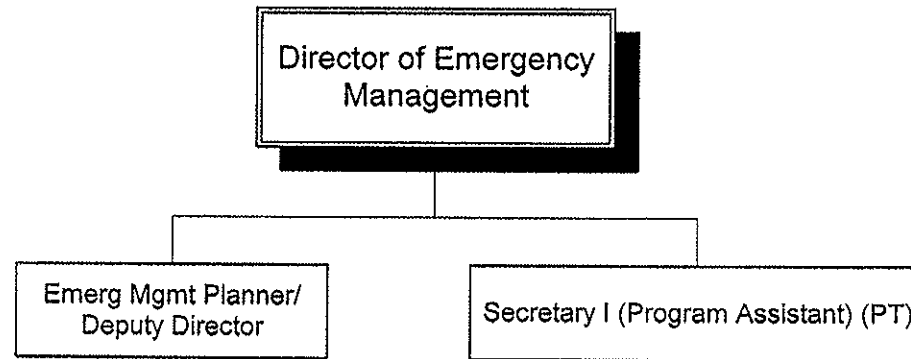 Director of Emergency
Management
Emerg Mgmt Planner/
Deputy Director
Secretary I (Program Assistant) (PT)